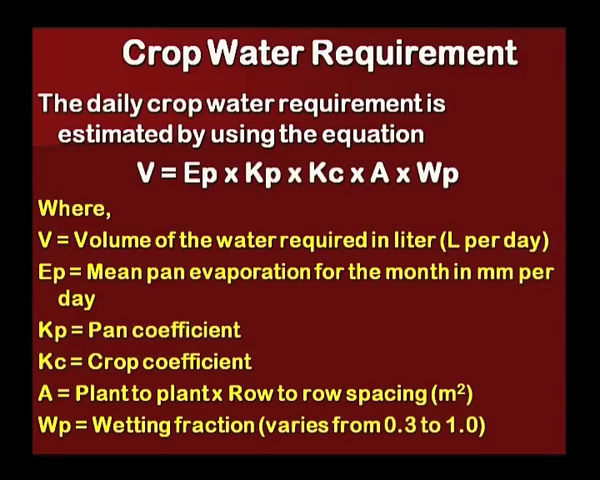 Crop Water Requirement
The daily crop water requirement is
estimated by using the equation
V = Ep x Kp x Kc x A x Wp
Where,
V = Volume of the water required in liter (L per day)
Ep = Mean pan evaporation for the month in mm per
day
Kp = Pan coefficient
Kc = Crop coefficient
A = Plant to plant x Row to row spacing (m²)
Wp = Wetting fraction (varies from 0.3 to 1.0)